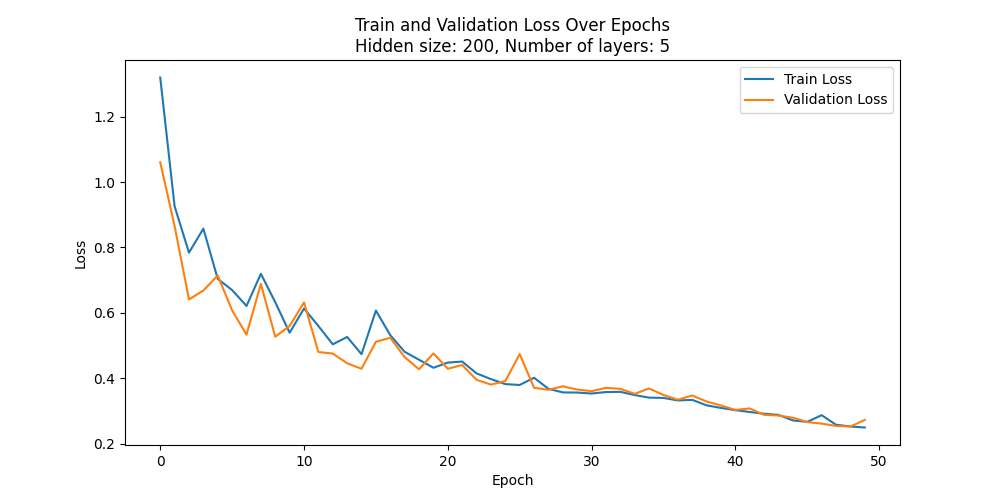 Train and Validation Loss Over Epochs
Hidden size: 200, Number of layers: 5
Train Loss
Validation Loss
Loss
1.2
1.0
0.8
0.6
0.4
0.2
0
10
20
30
40
50
Epoch